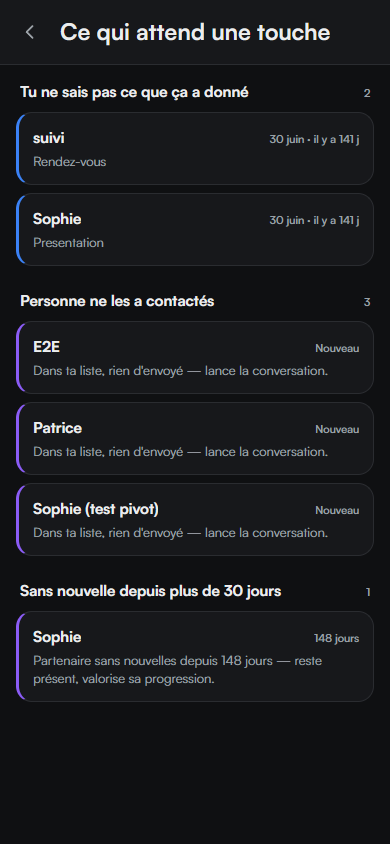 Ce qui attend une touche
Tu ne sais pas ce que ça a donné 2
suivi 30 juin · il y a 141 j
Rendez-vous
Sophie 30 juin · il y a 141 j
Presentation
Personne ne les a contactés 3
E2E Nouveau
Dans ta liste, rien d'envoyé — lance la conversation.
Patrice Nouveau
Dans ta liste, rien d'envoyé — lance la conversation.
Sophie (test pivot) Nouveau
Dans ta liste, rien d'envoyé — lance la conversation.
Sans nouvelle depuis plus de 30 jours 1
Sophie 148 jours
Partenaire sans nouvelles depuis 148 jours — reste
présent, valorise sa progression.